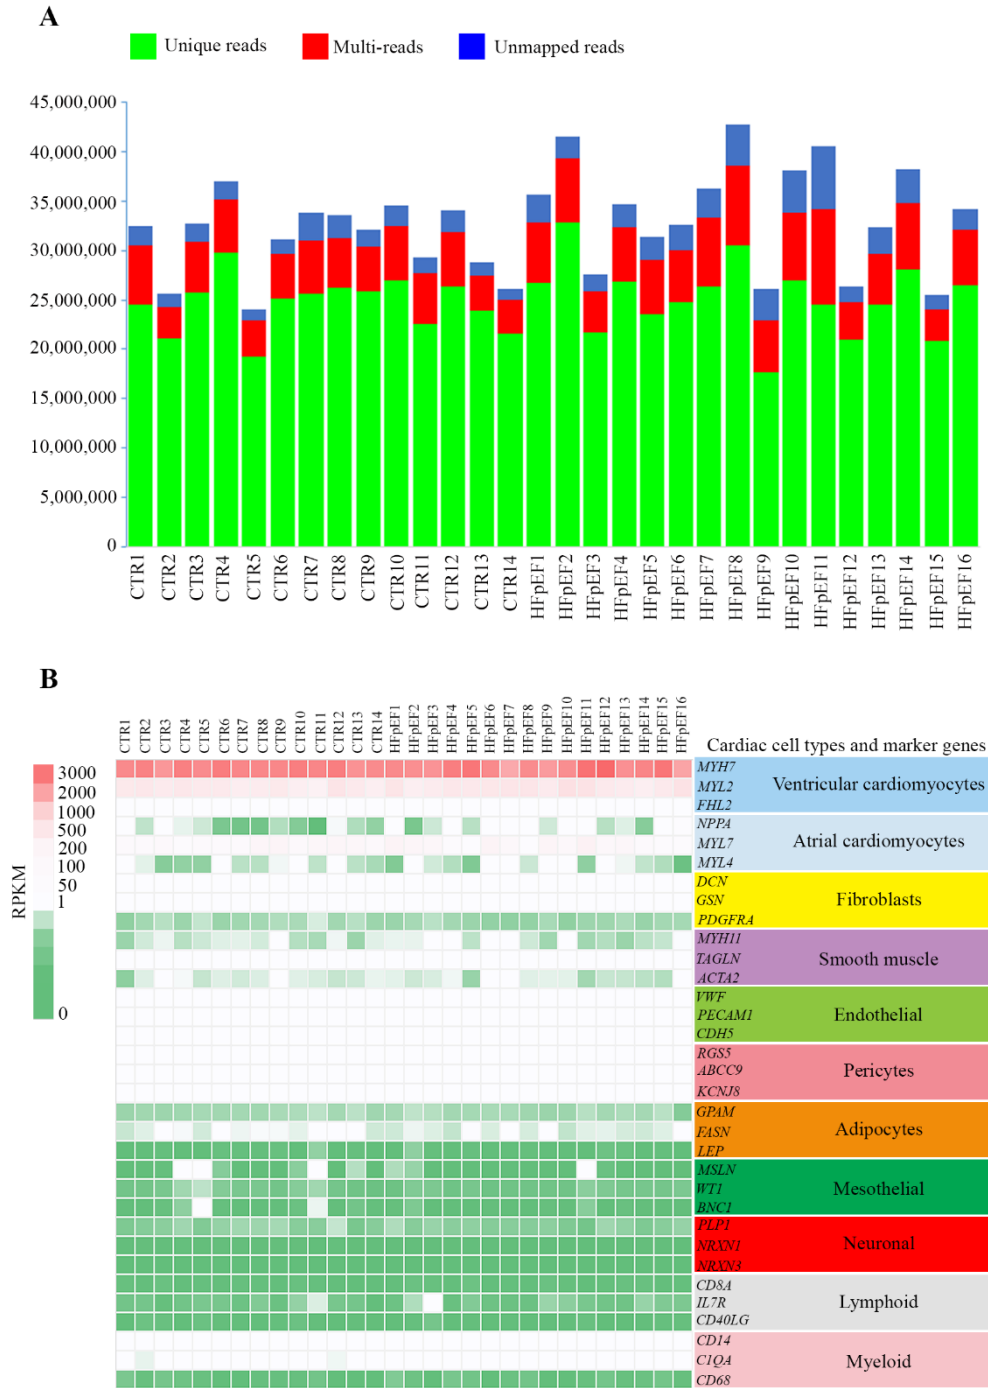 A
Unique reads
Multi-reads
Unmapped reads
45,000,000
40,000,000
35,000,000
30,000,000
25,000,000
20,000,000
15,000,000
10,000,000
5,000,000
0
CTR1
CTR2
CTR3
CTR4
CTR5
CTR6
CTR7
CTR8
CTR9
CTR10
CTR11
CTR12
CTR13
CTR14
HFpEF1
HFpEF2
HFpEF3
HFpEF4
HFpEF5
HFpEF6
HFpEF7
HFpEF8
HFpEF9
HFpEF10
HFpEF11
HFpEF12
HFpEF13
HFpEF14
HFpEF15
HFpEF16
B
CTR1
CTR2
CTR3
CTR4
CTR5
CTR6
CTR7
CTR8
CTR9
CTR10
CTR11
CTR12
CTR13
CTR14
HFpEF1
HFpEF2
HFpEF3
HFpEF4
HFpEF5
HFpEF6
HFpEF7
HFpEF8
HFpEF9
HFpEF10
HFpEF11
HFpEF12
HFpEF13
HFpEF14
HFpEF15
HFpEF16
Cardiac cell types and marker genes
RPKM
3000
2000
1000
500
200
100
50
1
0
MYH7
MYL2
FHL2
Ventricular cardiomyocytes
NPPA
MYL7
MYL4
Atrial cardiomyocytes
DCN
GSN
PDGFRA
Fibroblasts
MYH11
TAGLN
ACTA2
Smooth muscle
VWF
PECAM1
CDH5
Endothelial
RGS5
ABCC9
KCNJ8
Pericytes
GPAM
FASN
LEP
Adipocytes
MSLN
WT1
BNC1
Mesothelial
PLP1
NRXN1
NRXN3
Neuronal
CD8A
IL7R
CD40LG
Lymphoid
CD14
C1QA
CD68
Myeloid